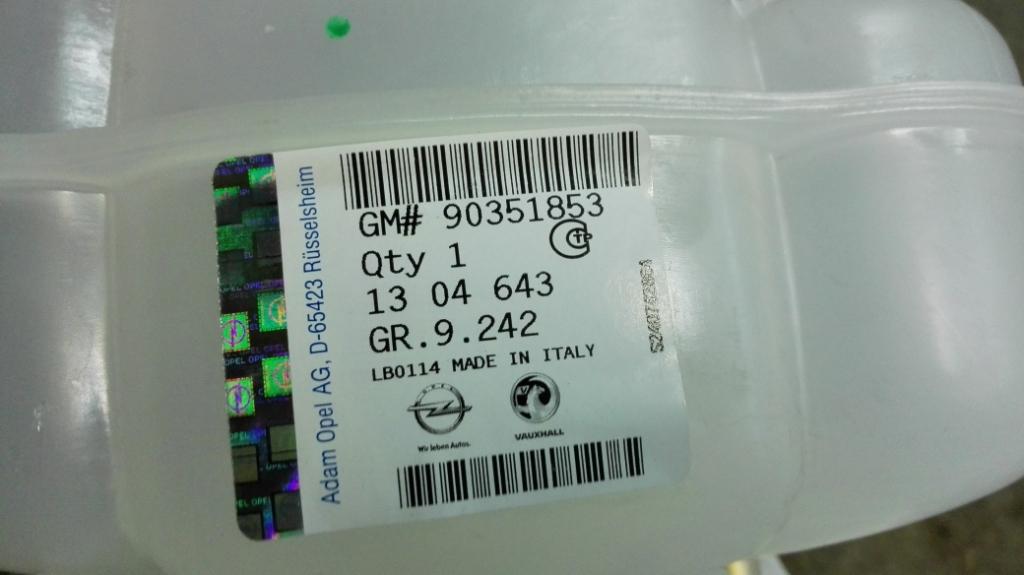 Adam Opel AG, D-65423 Rüsselsheim
GM# 90351853
Qty 1
13 04 643
GR.9.242
LB0114 MADE IN ITALY
OPEL
Wir leben Autos.
VAUXHALL